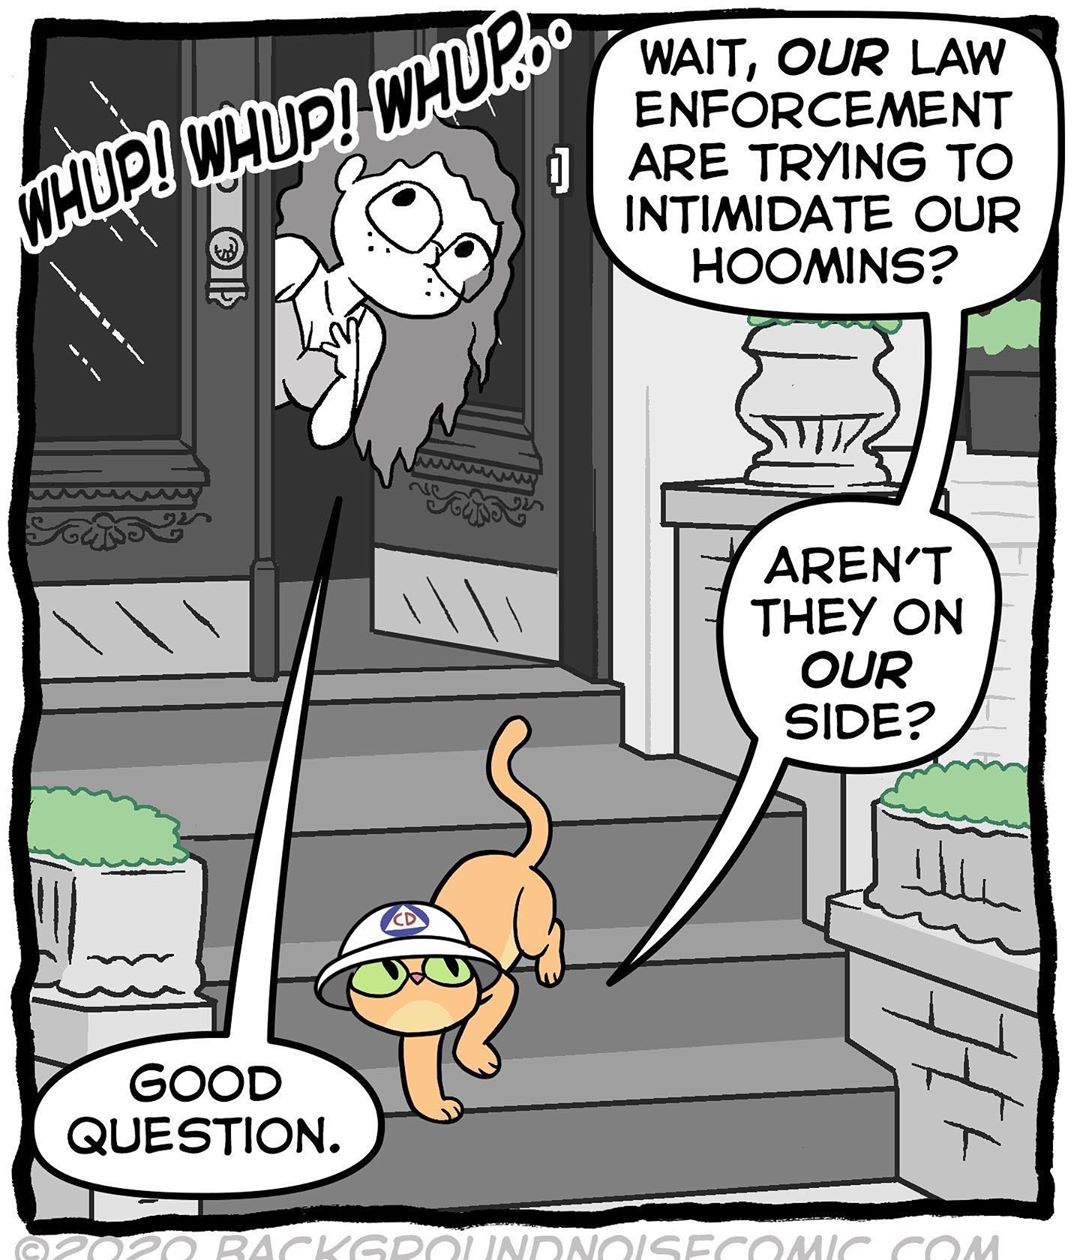 WHUP! WHUP! WHUP...
WAIT, OUR LAW
ENFORCEMENT
ARE TRYING TO
INTIMIDATE OUR
HOOMINS?
AREN'T
THEY ON
OUR
SIDE?
CD
GOOD
QUESTION.
©2020 BACKGROUNDNOISECOMIC.COM